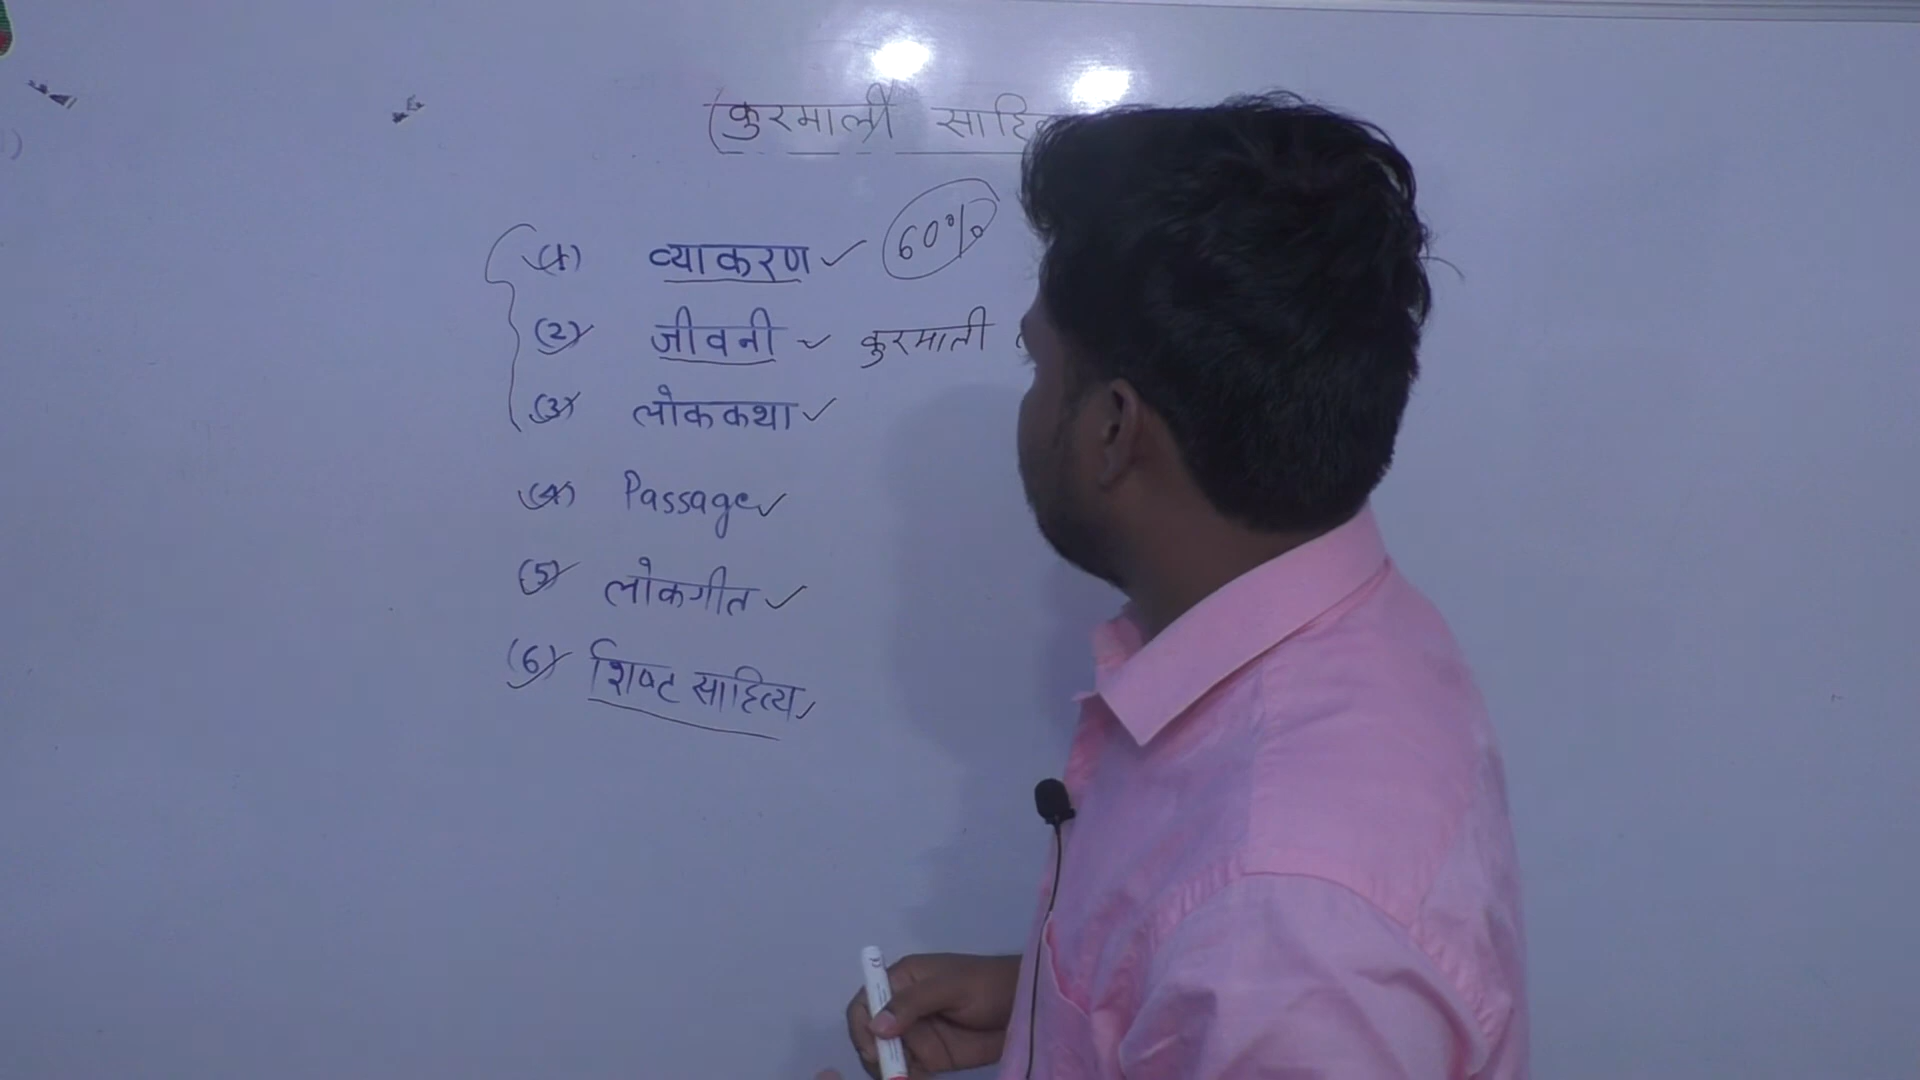 कुरमाली
(1) व्याकरण ✓ 60%
(2) जीवनी ✓ कुरमाली
(3) लोककथा ✓
(4) Passage ✓
(5) लोकगीत ✓
(6) शिष्ट साहित्य ✓